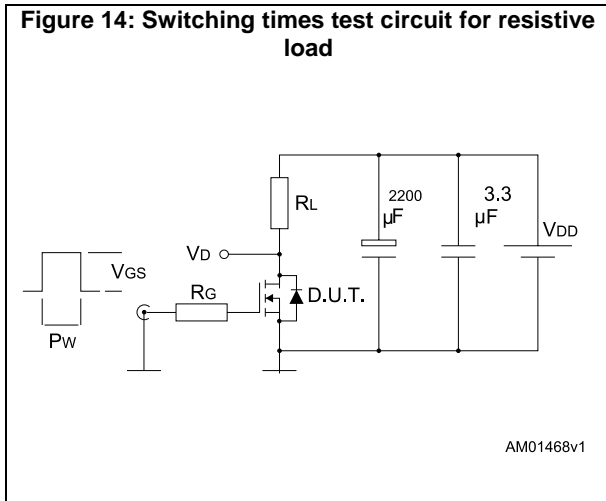 Figure 14: Switching times test circuit for resistive
load
2200
μF
3.3
μF
RL
VDD
VD
VGS
RG
D.U.T.
PW
AM01468v1